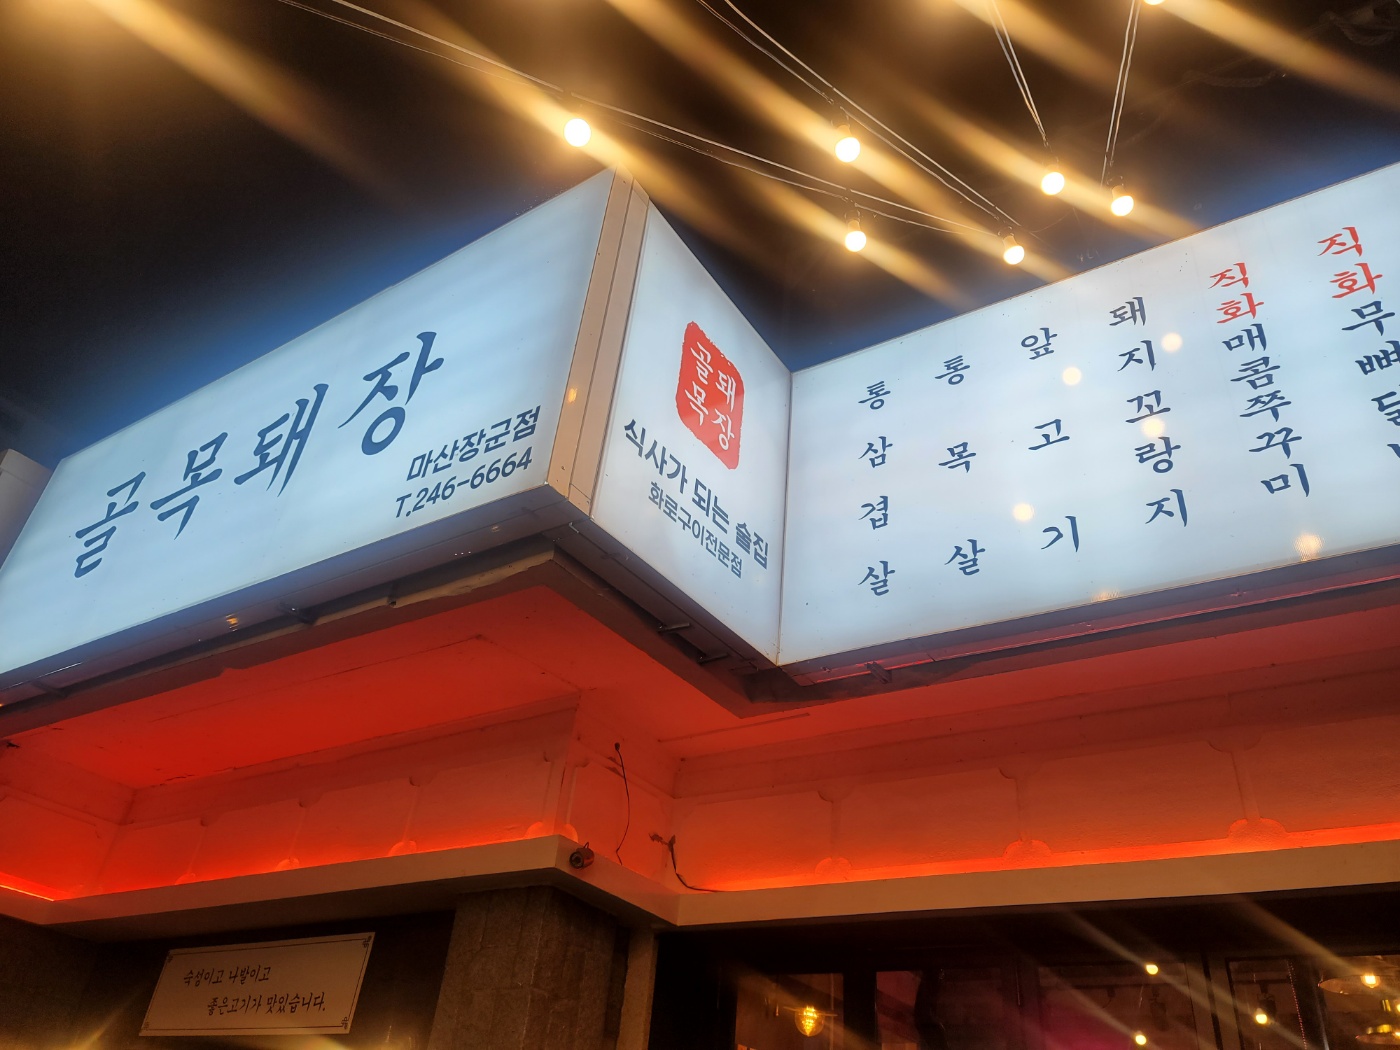 골목돼장
마산장군점
T.246-6664
골목
돼장
식사가 되는 술집
화로구이전문점
통삼겹살
통목살
앞고기
돼지꼬랑지
직화매콤쭈꾸미
직화무뼈
숙성이고 나발이고
좋은고기가 맛있습니다.